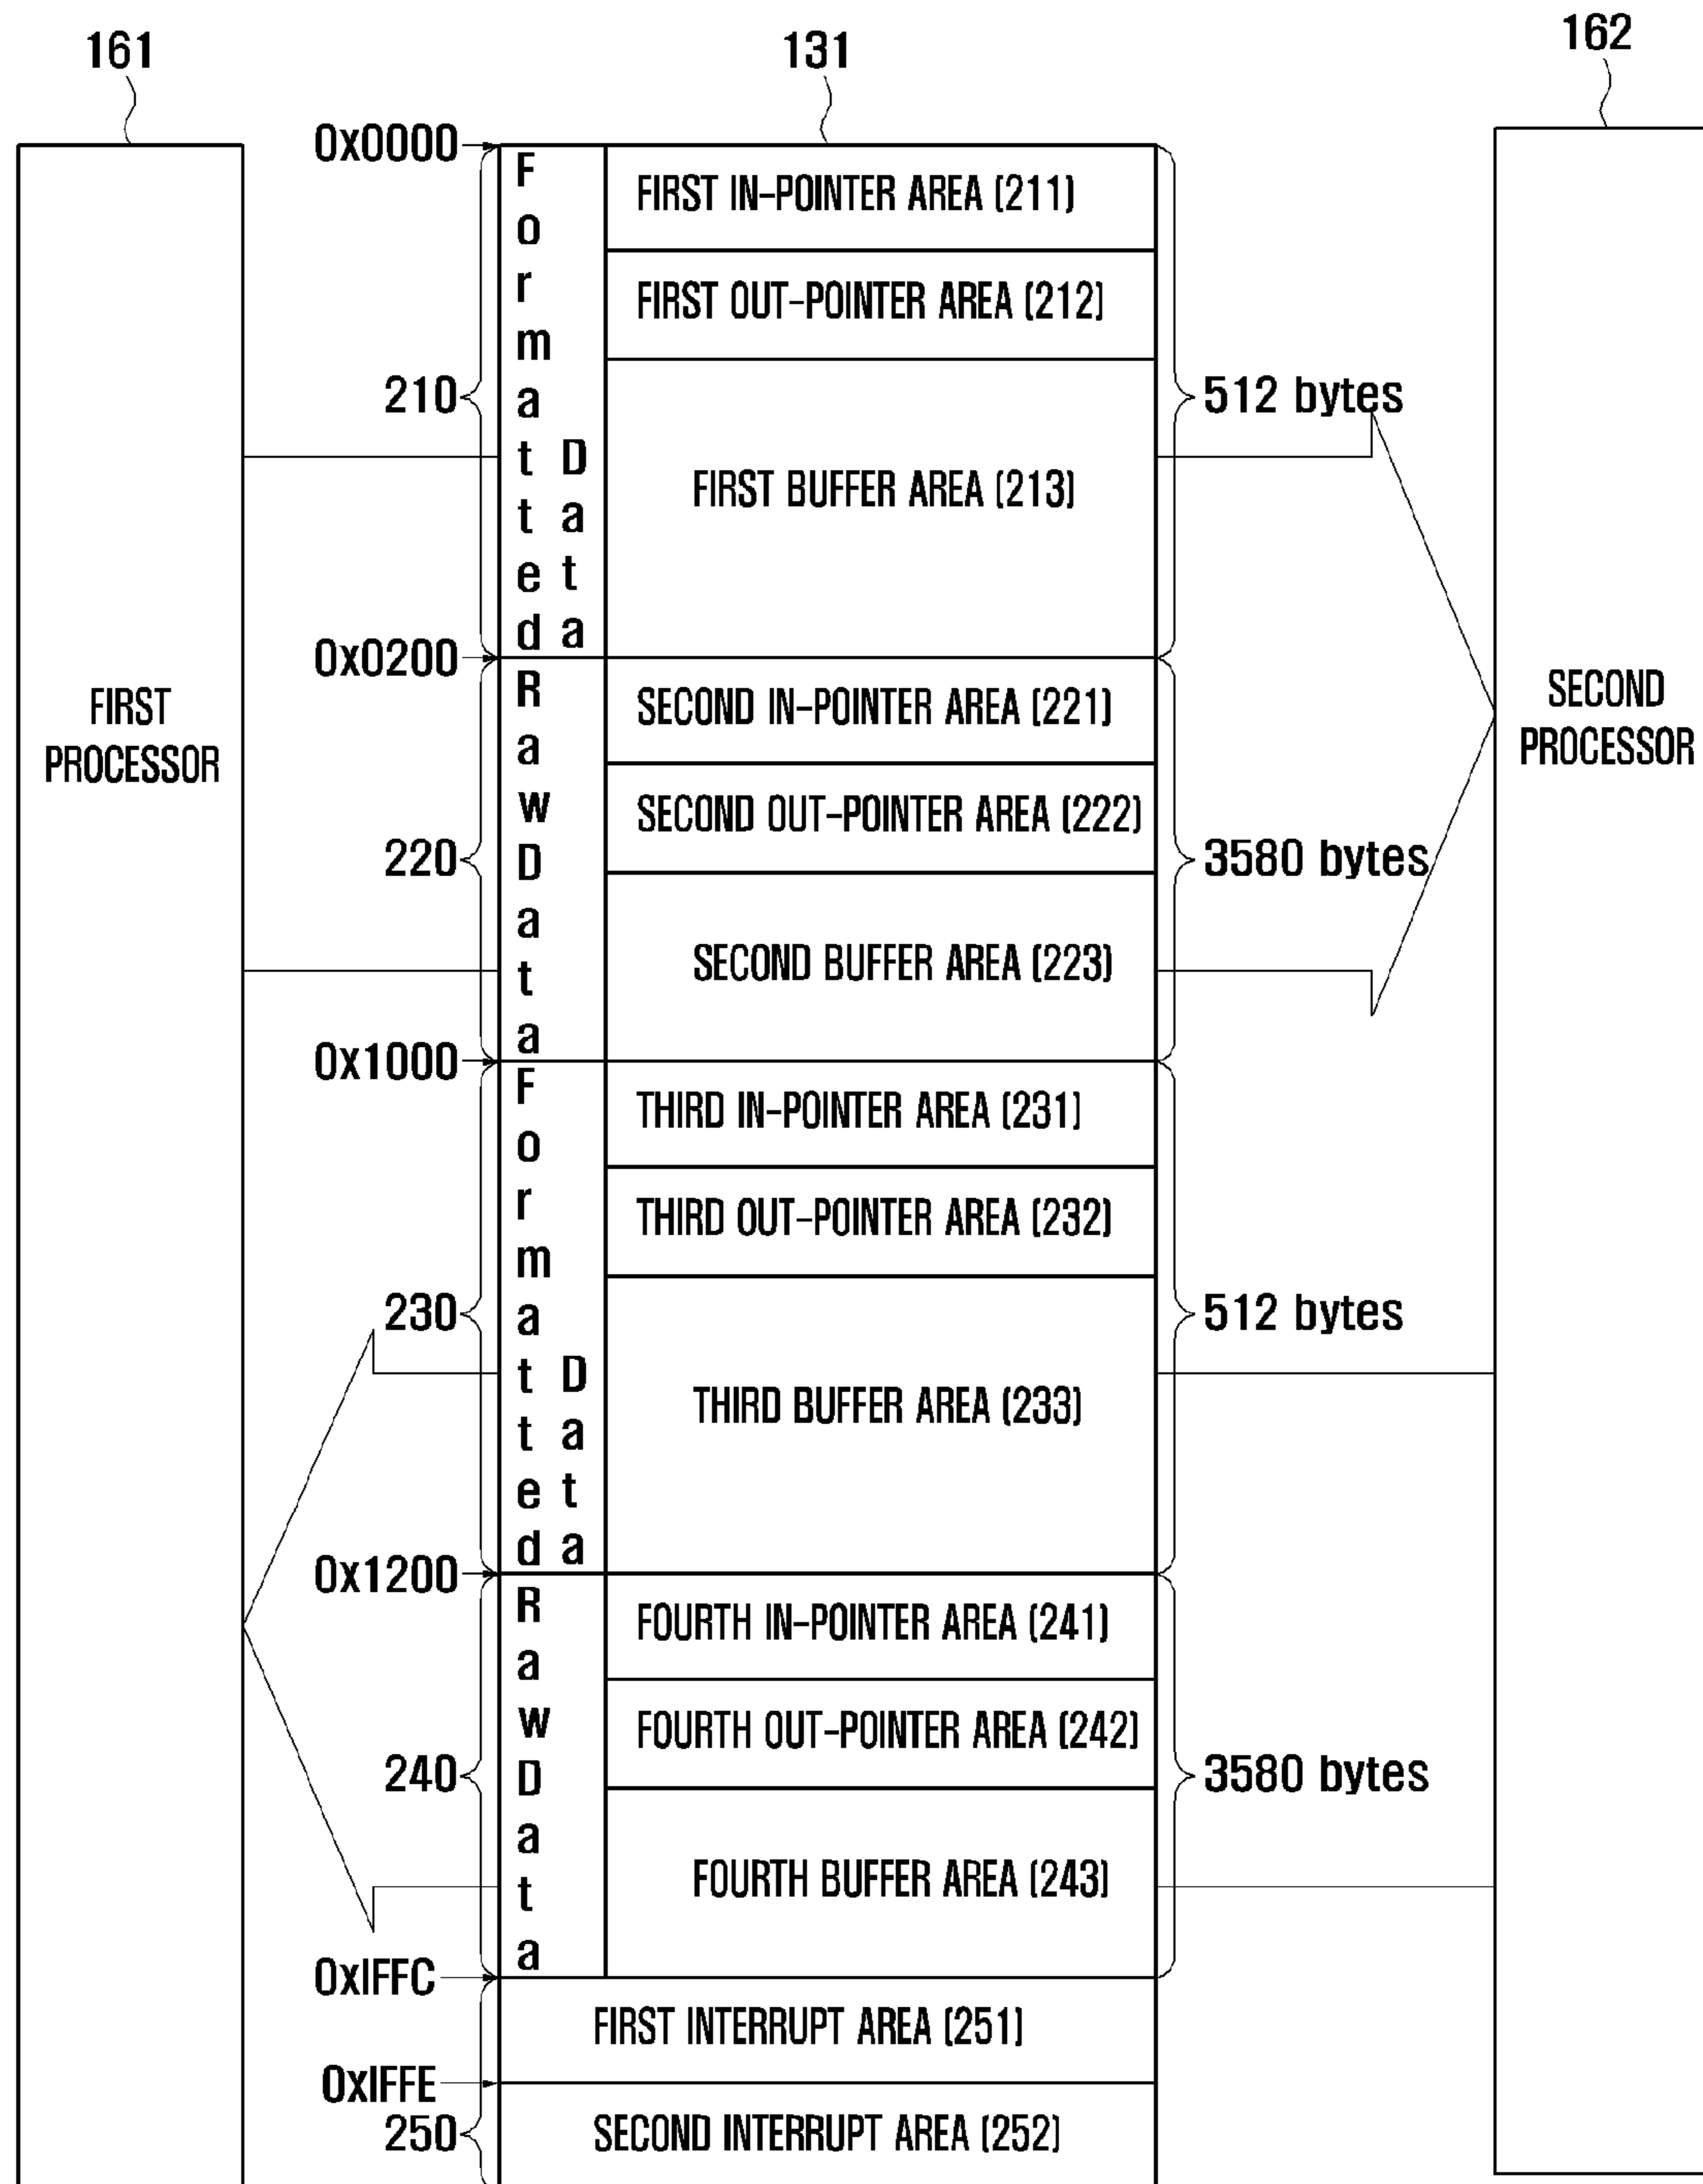 161
131
162
0x0000
Formatted Data
FIRST IN-POINTER AREA (211)
FIRST OUT-POINTER AREA (212)
210
512 bytes
FIRST BUFFER AREA (213)
0x0200
Raw Data
SECOND IN-POINTER AREA (221)
FIRST
PROCESSOR
SECOND
PROCESSOR
SECOND OUT-POINTER AREA (222)
220
3580 bytes
SECOND BUFFER AREA (223)
0x1000
Formatted Data
THIRD IN-POINTER AREA (231)
THIRD OUT-POINTER AREA (232)
230
512 bytes
THIRD BUFFER AREA (233)
0x1200
Raw Data
FOURTH IN-POINTER AREA (241)
FOURTH OUT-POINTER AREA (242)
240
3580 bytes
FOURTH BUFFER AREA (243)
0xIFFC
FIRST INTERRUPT AREA (251)
0xIFFE
250
SECOND INTERRUPT AREA (252)